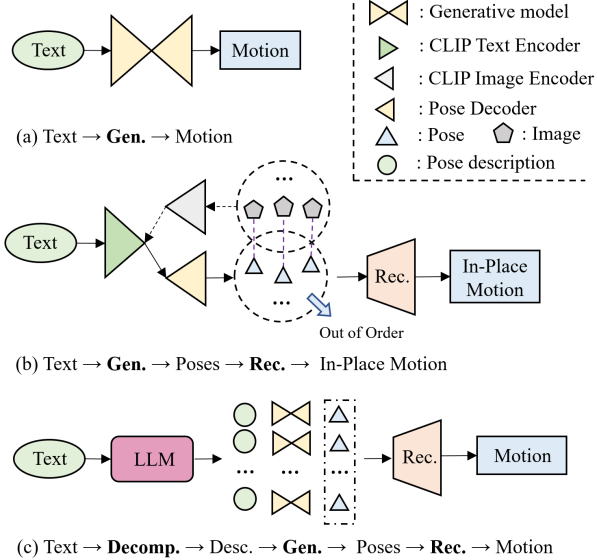 Text
Motion
(a) Text → Gen. → Motion
: Generative model
: CLIP Text Encoder
: CLIP Image Encoder
: Pose Decoder
: Pose
: Image
: Pose description
...
Text
...
Rec.
In-Place
Motion
Out of Order
(b) Text → Gen. → Poses → Rec. → In-Place Motion
Text
LLM
... ... ...
Rec.
Motion
(c) Text → Decomp. → Desc. → Gen. → Poses → Rec. → Motion